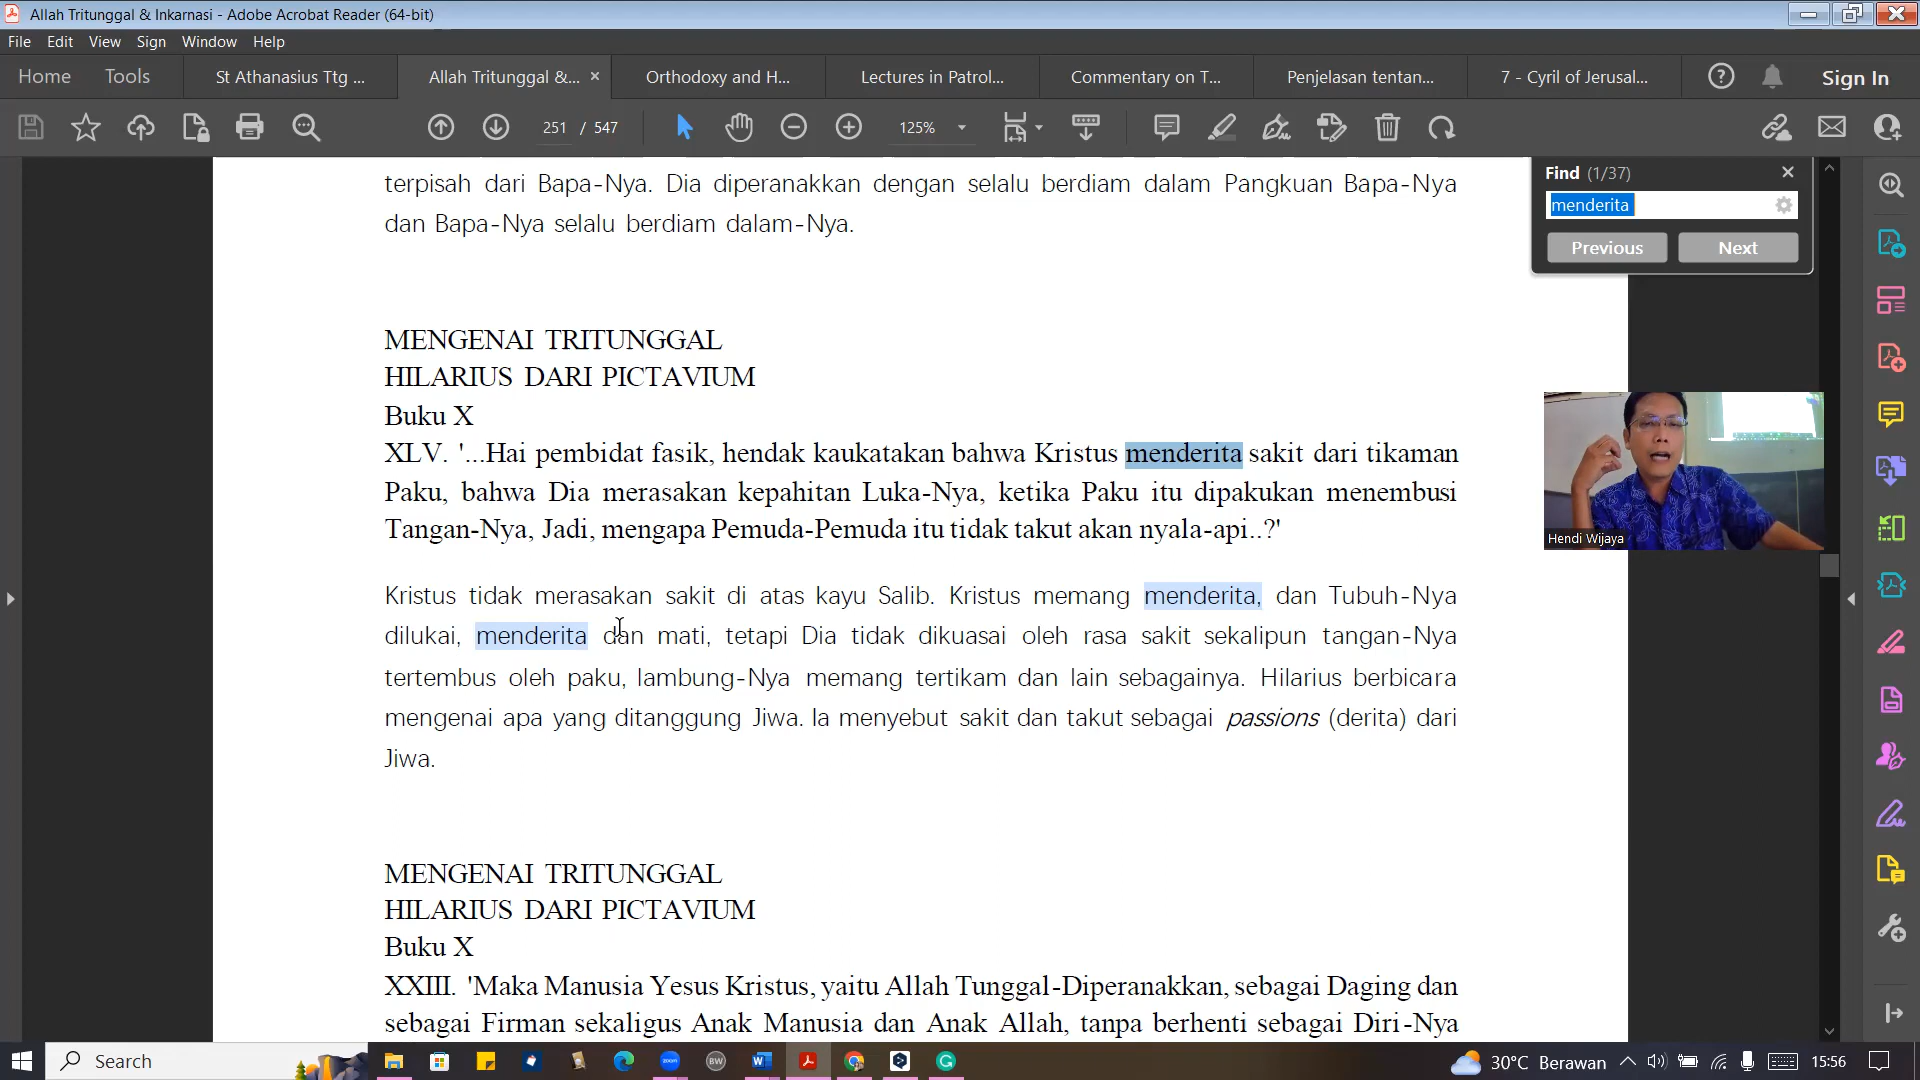 Allah Tritunggal & Inkarnasi - Adobe Acrobat Reader (64-bit)
File Edit View Sign Window Help
Home Tools St Athanasius Ttg ... Allah Tritunggal &... Orthodoxy and H... Lectures in Patrol... Commentary on T... Penjelasan tentan... 7 - Cyril of Jerusal... Sign In
251 / 547 125%
Find (1/37)
menderita
Previous Next
terpisah dari Bapa-Nya. Dia diperanakkan dengan selalu berdiam dalam Pangkuan Bapa-Nya
dan Bapa-Nya selalu berdiam dalam-Nya.
MENGENAI TRITUNGGAL
HILARIUS DARI PICTAVIUM
Buku X
XLV. '...Hai pembidat fasik, hendak kaukatakan bahwa Kristus menderita sakit dari tikaman
Paku, bahwa Dia merasakan kepahitan Luka-Nya, ketika Paku itu dipakukan menembusi
Tangan-Nya, Jadi, mengapa Pemuda-Pemuda itu tidak takut akan nyala-api..?'
Kristus tidak merasakan sakit di atas kayu Salib. Kristus memang menderita, dan Tubuh-Nya
dilukai, menderita dan mati, tetapi Dia tidak dikuasai oleh rasa sakit sekalipun tangan-Nya
tertembus oleh paku, lambung-Nya memang tertikam dan lain sebagainya. Hilarius berbicara
mengenai apa yang ditanggung Jiwa. Ia menyebut sakit dan takut sebagai passions (derita) dari
Jiwa.
Hendi Wijaya
MENGENAI TRITUNGGAL
HILARIUS DARI PICTAVIUM
Buku X
XXIII. 'Maka Manusia Yesus Kristus, yaitu Allah Tunggal-Diperanakkan, sebagai Daging dan
sebagai Firman sekaligus Anak Manusia dan Anak Allah, tanpa berhenti sebagai Diri-Nya
Search zoom BW 30°C Berawan 15:56